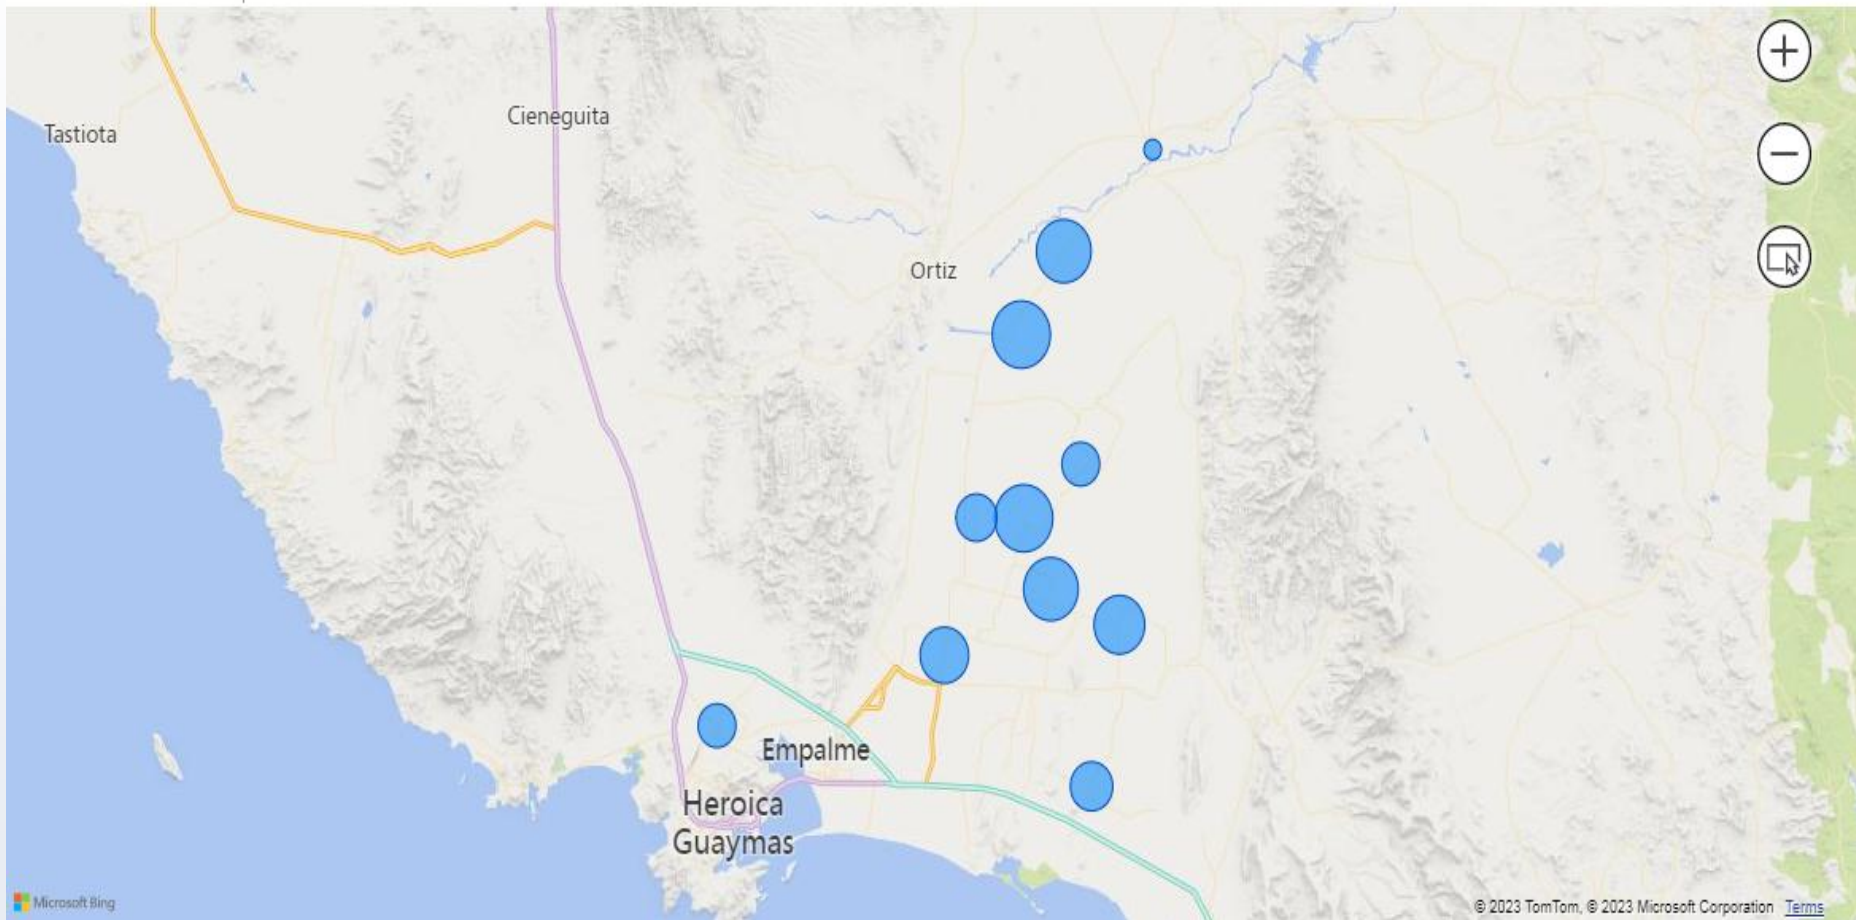 Cieneguita
Tastiota
Ortiz
Empalme
Heroica
Guaymas
Microsoft Bing
© 2023 TomTom, © 2023 Microsoft Corporation Terms